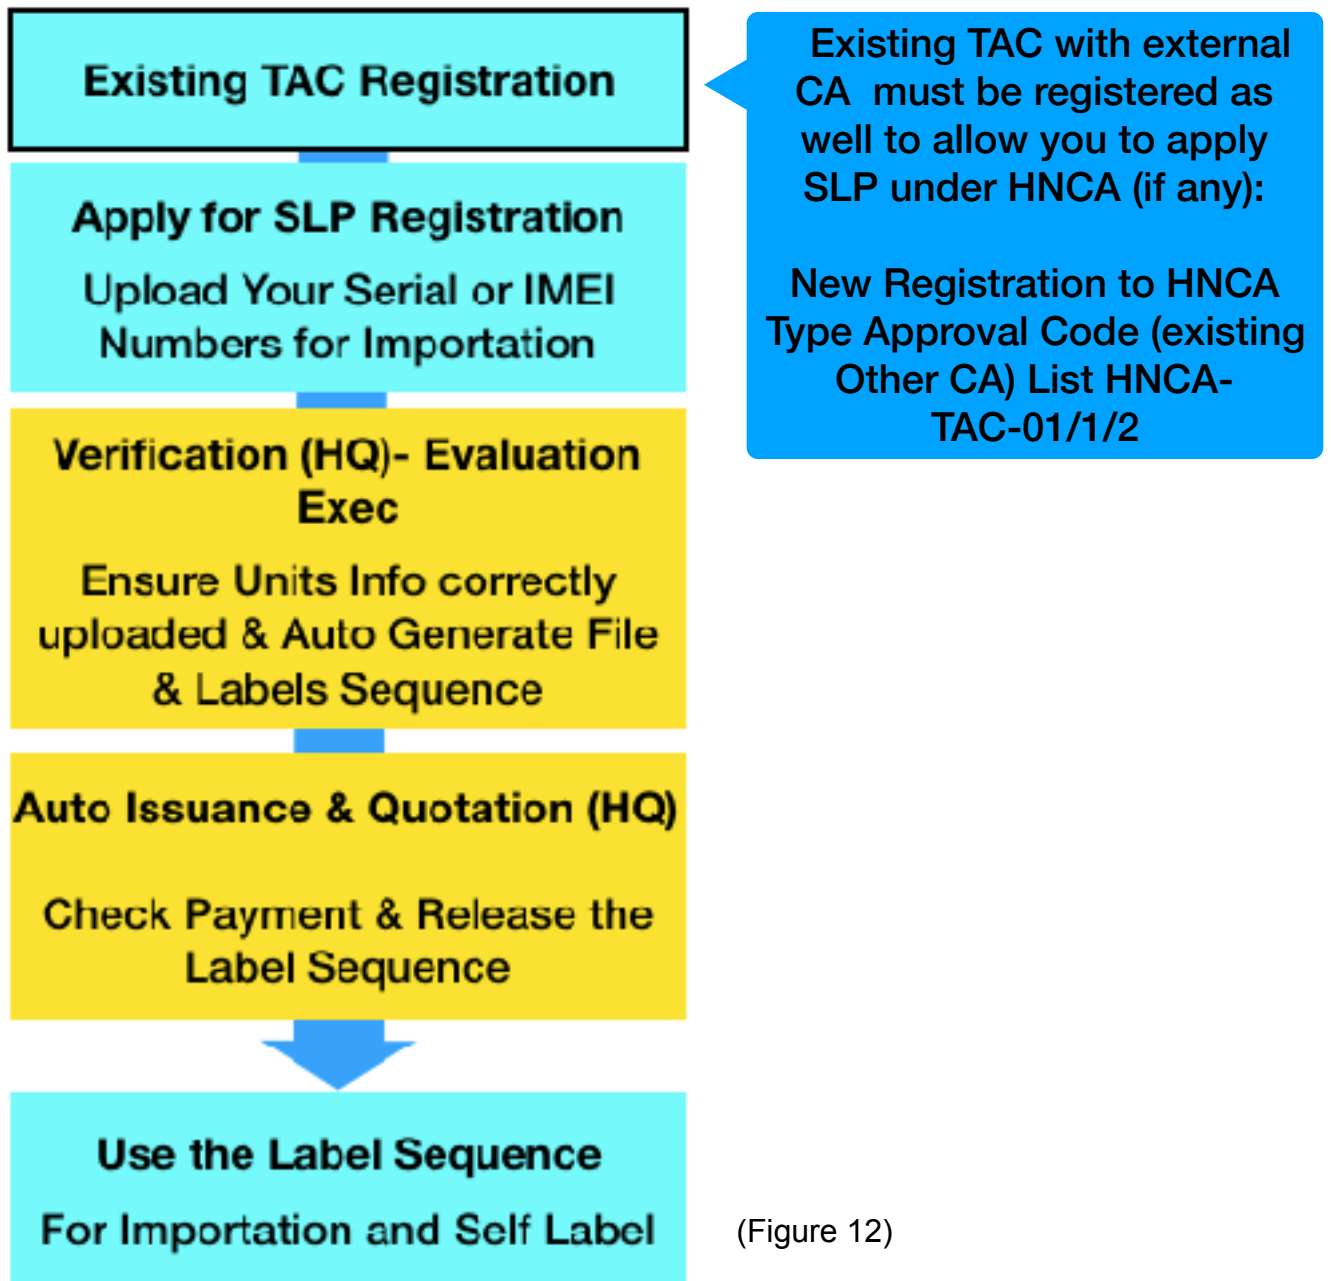 Existing TAC Registration
Apply for SLP Registration
Upload Your Serial or IMEI
Numbers for Importation
Verification (HQ)- Evaluation
Exec
Ensure Units Info correctly
uploaded & Auto Generate File
& Labels Sequence
Auto Issuance & Quotation (HQ)
Check Payment & Release the
Label Sequence
Use the Label Sequence
For Importation and Self Label
Existing TAC with external
CA must be registered as
well to allow you to apply
SLP under HNCA (if any):
New Registration to HNCA
Type Approval Code (existing
Other CA) List HNCA-
TAC-01/1/2
(Figure 12)